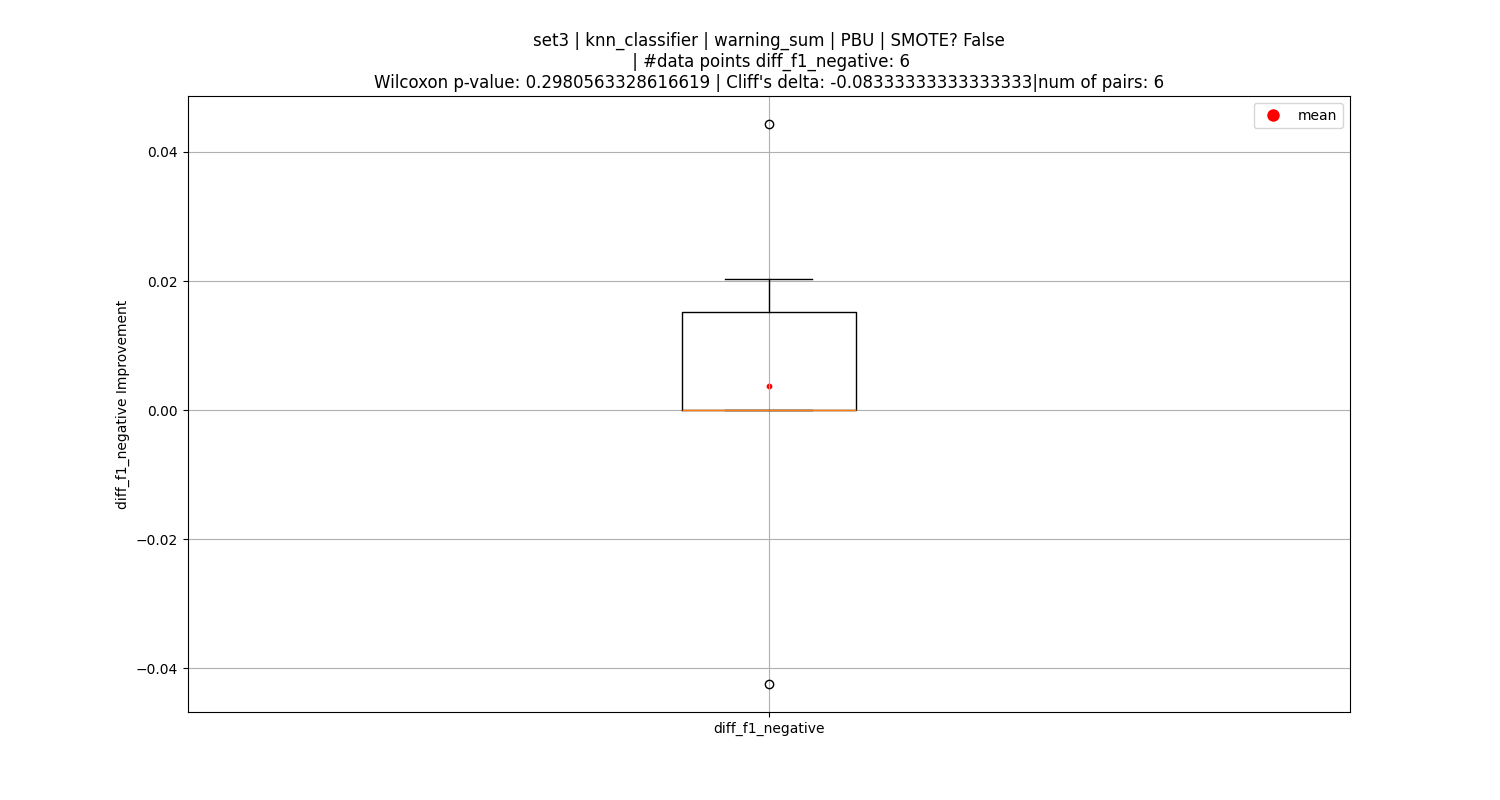 set3 | knn_classifier | warning_sum | PBU | SMOTE? False
| #data points diff_f1_negative: 6
Wilcoxon p-value: 0.2980563328616619 | Cliff's delta: -0.08333333333333333|num of pairs: 6
mean
0.04
0.02
0.00
−0.02
−0.04
diff_f1_negative Improvement
diff_f1_negative